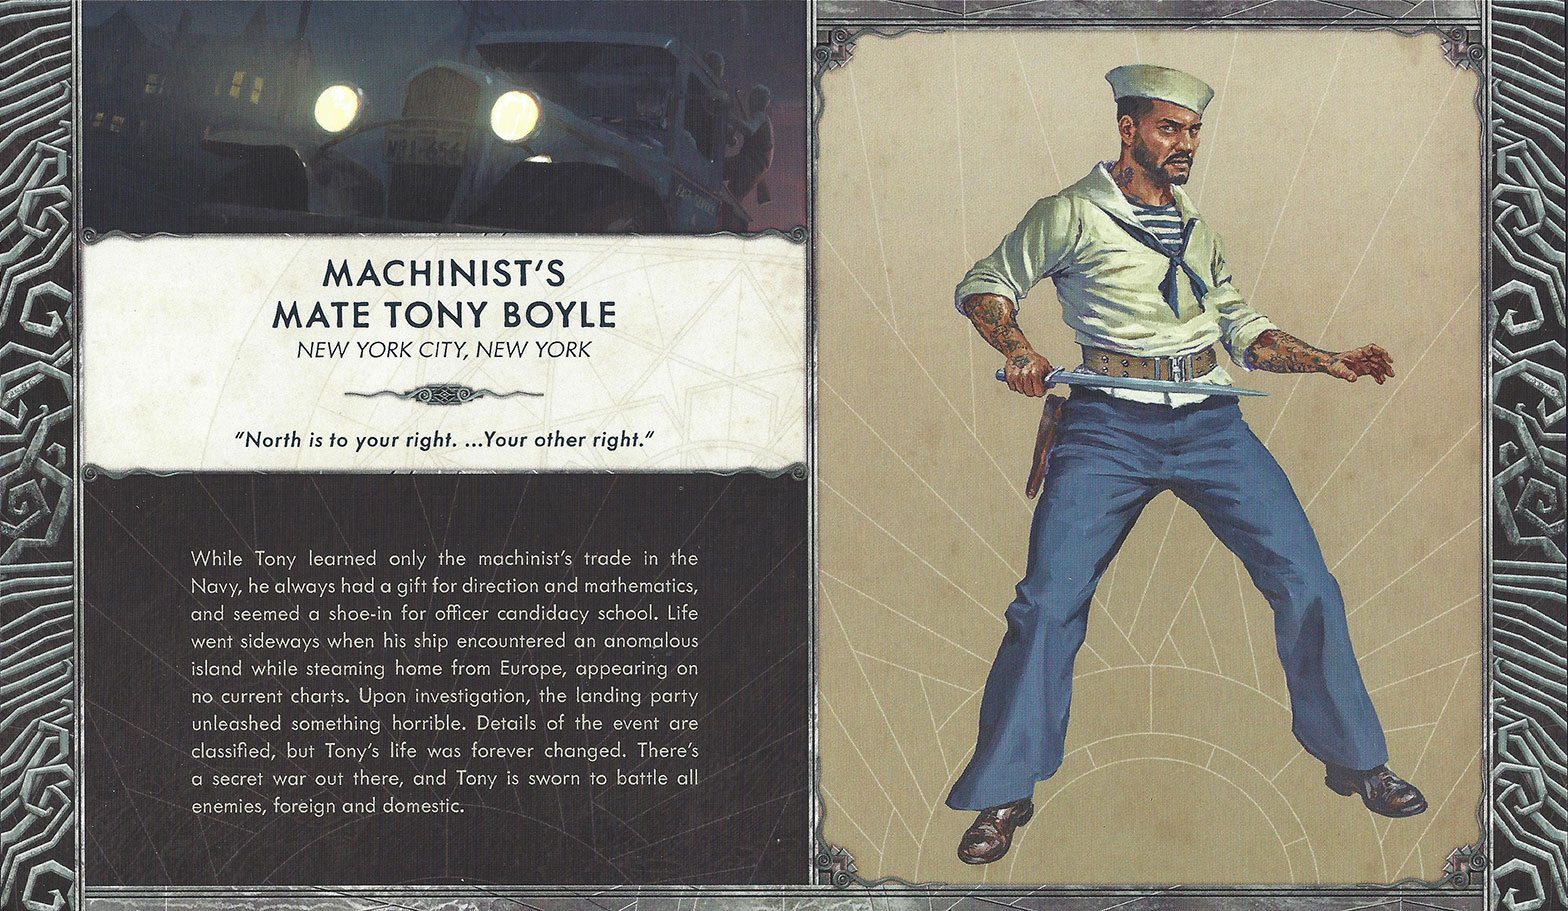 MACHINIST'S
MATE TONY BOYLE
NEW YORK CITY, NEW YORK
"North is to your right. ...Your other right."
While Tony learned only the machinist's trade in the
Navy, he always had a gift for direction and mathematics,
and seemed a shoe-in for officer candidacy school. Life
went sideways when his ship encountered an anomalous
island while steaming home from Europe, appearing on
no current charts. Upon investigation, the landing party
unleashed something horrible. Details of the event are
classified, but Tony's life was forever changed. There's
a secret war out there, and Tony is sworn to battle all
enemies, foreign and domestic.